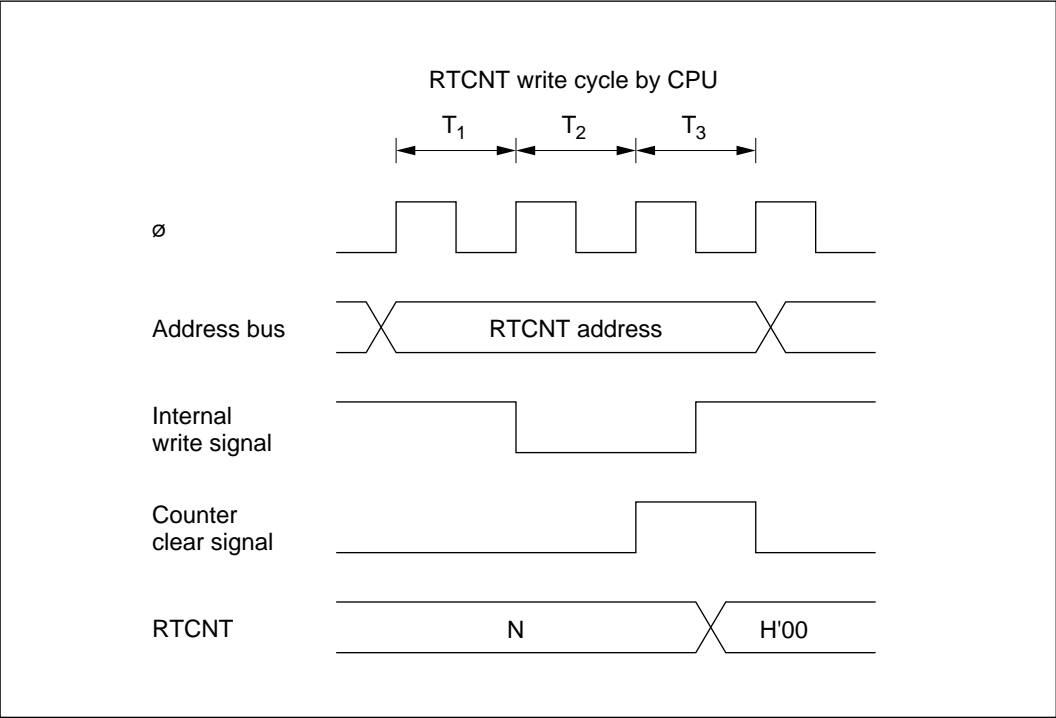 RTCNT write cycle by CPU
T1 T2 T3
ø
Address bus RTCNT address
Internal
write signal
Counter
clear signal
RTCNT N H'00